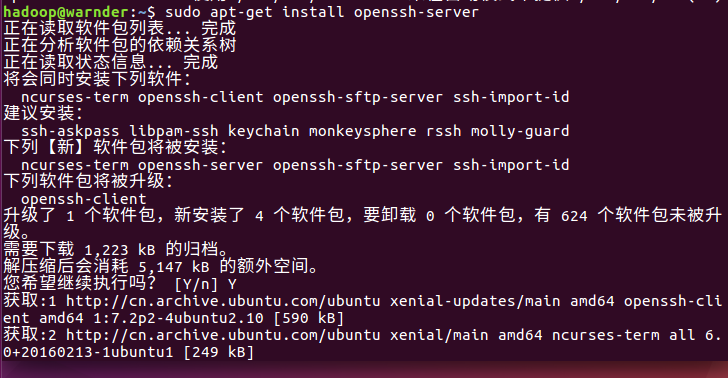 hadoop@warnder:~$ sudo apt-get install openssh-server
正在读取软件包列表... 完成
正在分析软件包的依赖关系树
正在读取状态信息... 完成
将会同时安装下列软件：
  ncurses-term openssh-client openssh-sftp-server ssh-import-id
建议安装：
  ssh-askpass libpam-ssh keychain monkeysphere rssh molly-guard
下列【新】软件包将被安装：
  ncurses-term openssh-server openssh-sftp-server ssh-import-id
下列软件包将被升级：
  openssh-client
升级了 1 个软件包，新安装了 4 个软件包，要卸载 0 个软件包，有 624 个软件包未被升
级。
需要下载 1,223 kB 的归档。
解压缩后会消耗 5,147 kB 的额外空间。
您希望继续执行吗？ [Y/n] Y
获取:1 http://cn.archive.ubuntu.com/ubuntu xenial-updates/main amd64 openssh-cli
ent amd64 1:7.2p2-4ubuntu2.10 [590 kB]
获取:2 http://cn.archive.ubuntu.com/ubuntu xenial/main amd64 ncurses-term all 6.
0+20160213-1ubuntu1 [249 kB]